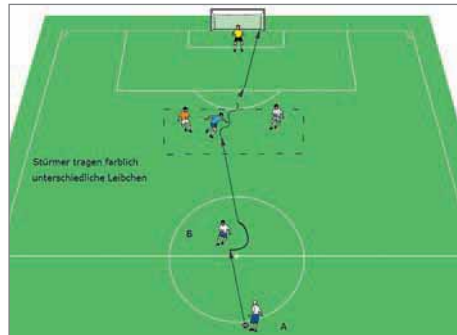 Stürmer tragen farblich
unterschiedliche Leibchen
B
A